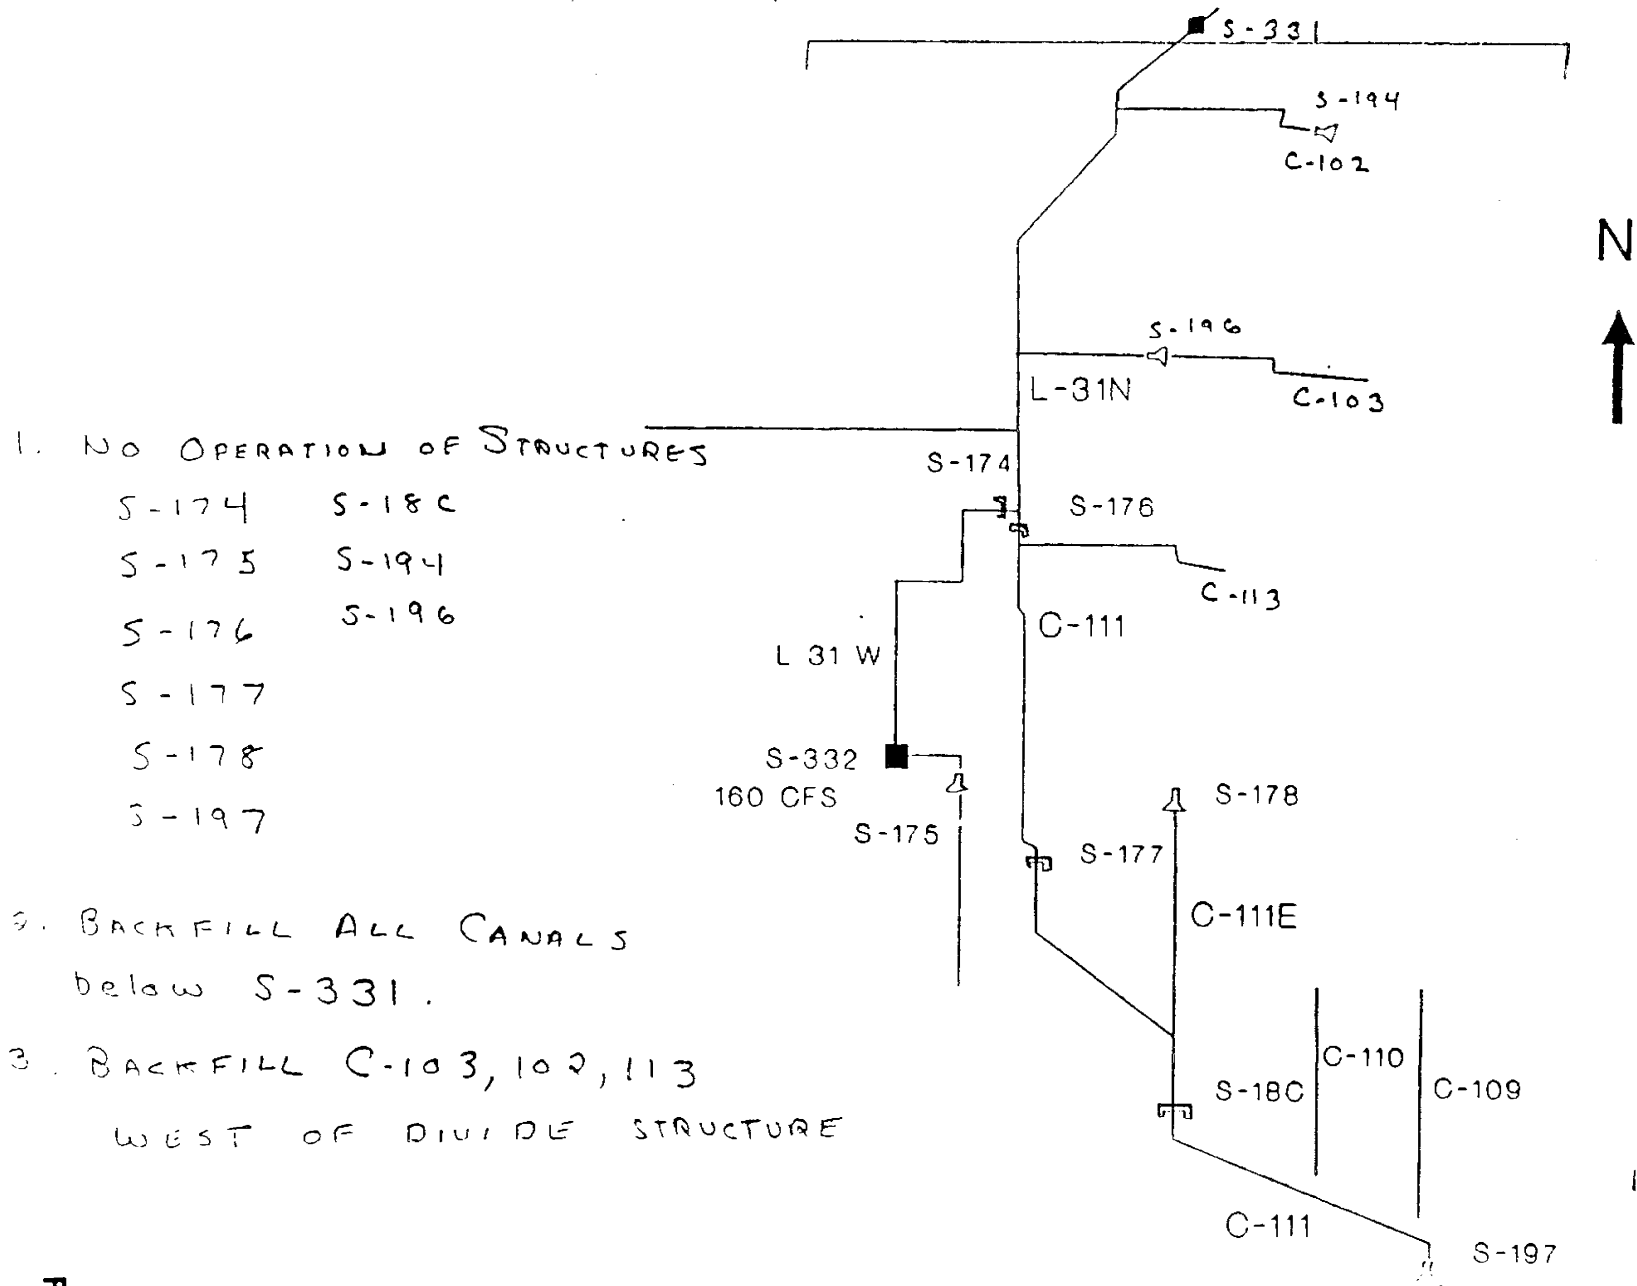 S-331
S-194
C-102
N
S-196
L-31N
C-103
1. NO OPERATION OF STRUCTURES
S-174
S-174 S-18C
S-176
S-175 S-194
C-113
S-176 S-196
C-111
L 31 W
S-177
S-178
S-332
160 CFS
S-178
S-197
S-175
S-177
C-111E
2. BACKFILL ALL CANALS
below S-331.
3. BACKFILL C-103, 102, 113
WEST OF DIVIDE STRUCTURE
C-110
S-18C
C-109
C-111
S-197